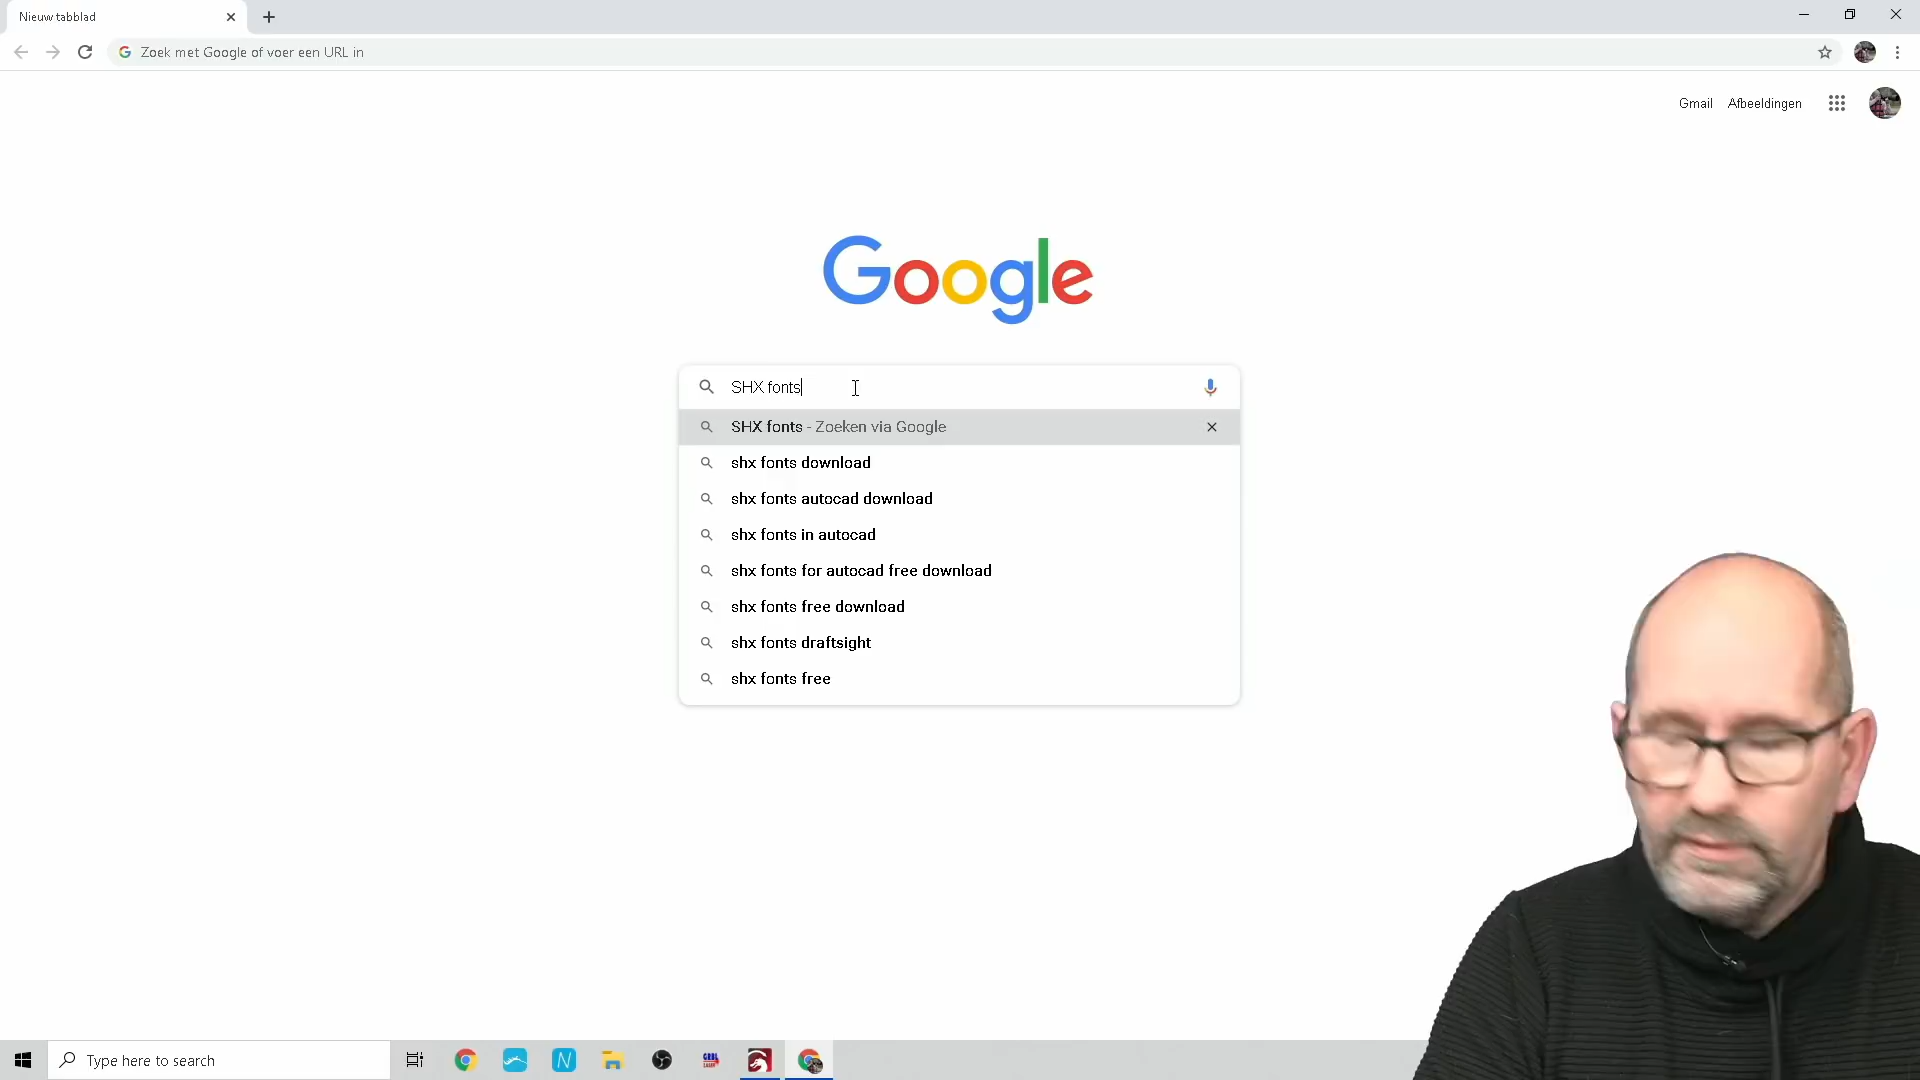 Nieuw tabblad
Zoek met Google of voer een URL in
Gmail Afbeeldingen
Google
SHX fonts
SHX fonts - Zoeken via Google
shx fonts download
shx fonts autocad download
shx fonts in autocad
shx fonts for autocad free download
shx fonts free download
shx fonts draftsight
shx fonts free
Type here to search
N
GRBL
LASER